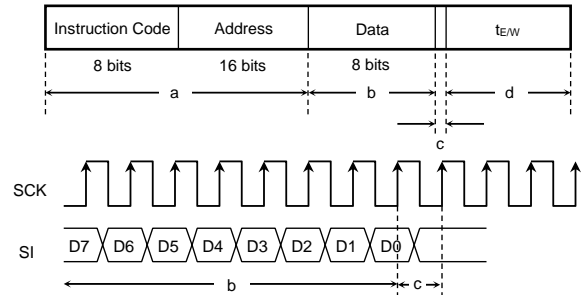 Instruction Code Address Data tE/W
8 bits 16 bits 8 bits
a b d
c
SCK
SI D7 D6 D5 D4 D3 D2 D1 D0
b c